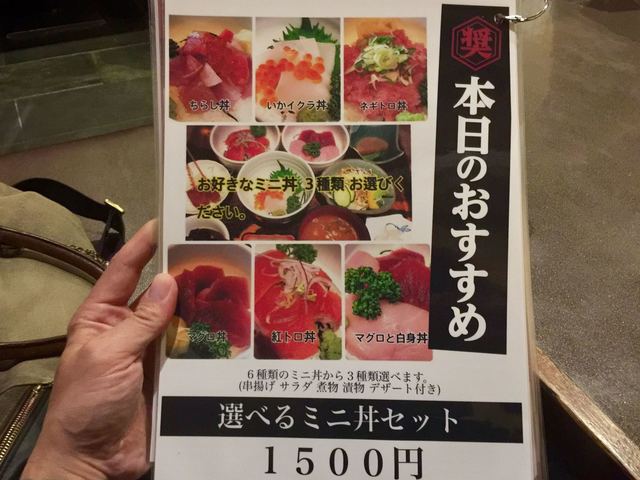 奨
本日のおすすめ
ちらし丼
いかイクラ丼
ネギトロ丼
お好きなミニ丼 3種類 お選びく
ださい。
マグロ丼
紅トロ丼
マグロと白身丼
6種類のミニ丼から3種類選べます。
(串揚げ サラダ 煮物 漬物 デザート付き)
選べるミニ丼セット
1500円